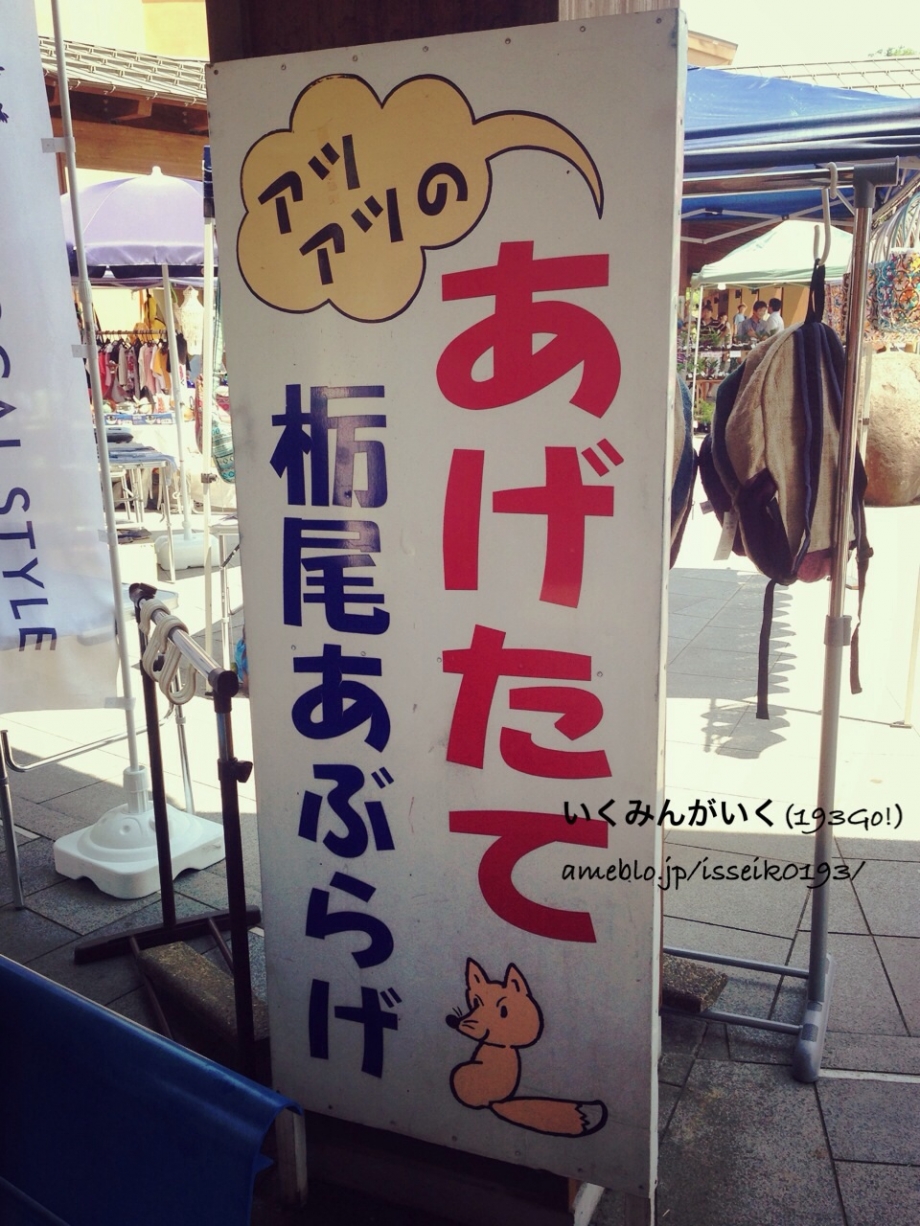 アツ
アツの
あげたて
栃尾あぶらげ
STYLE
いくみんがいく(193GO!)
ameblo.jp/isseiko193/